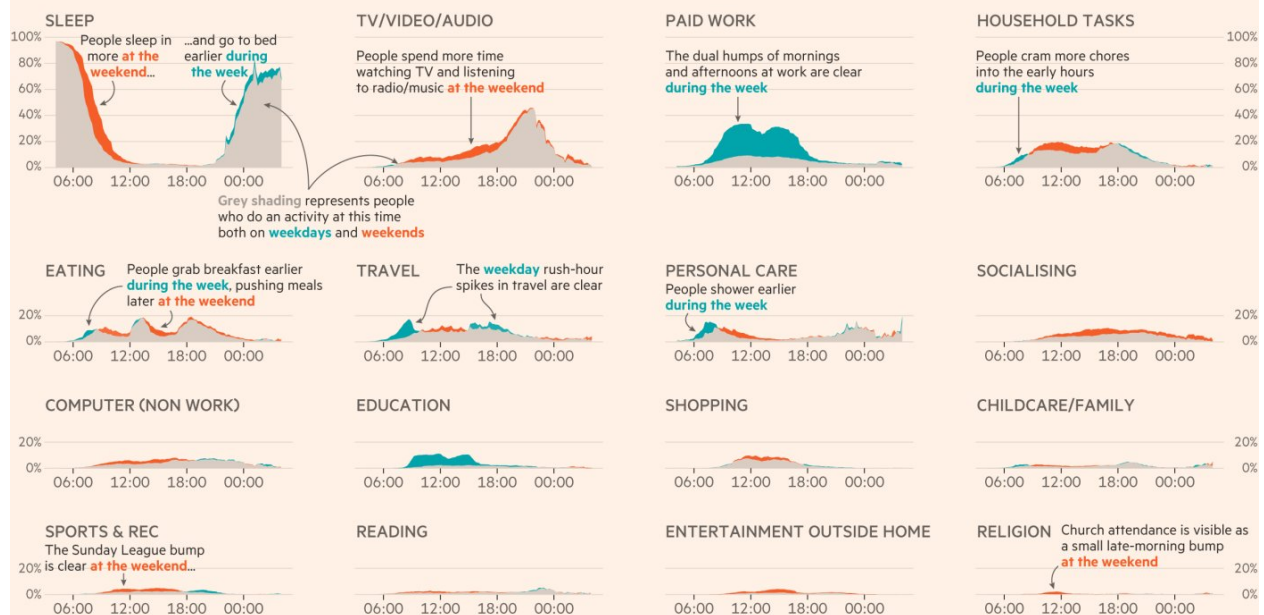 SLEEP
100%
People sleep in
more at the
weekend...
...and go to bed
earlier during
the week
80%
60%
40%
20%
0%
06:00 12:00 18:00 00:00
TV/VIDEO/AUDIO
People spend more time
watching TV and listening
to radio/music at the weekend
06:00 12:00 18:00 00:00
Grey shading represents people
who do an activity at this time
both on weekdays and weekends
PAID WORK
The dual humps of mornings
and afternoons at work are clear
during the week
06:00 12:00 18:00 00:00
HOUSEHOLD TASKS
People cram more chores
into the early hours
during the week
100%
80%
60%
40%
20%
0%
06:00 12:00 18:00 00:00
EATING
People grab breakfast earlier
during the week, pushing meals
later at the weekend
20%
0%
06:00 12:00 18:00 00:00
TRAVEL
The weekday rush-hour
spikes in travel are clear
06:00 12:00 18:00 00:00
PERSONAL CARE
People shower earlier
during the week
06:00 12:00 18:00 00:00
SOCIALISING
20%
0%
06:00 12:00 18:00 00:00
COMPUTER (NON WORK)
20%
0%
06:00 12:00 18:00 00:00
EDUCATION
06:00 12:00 18:00 00:00
SHOPPING
06:00 12:00 18:00 00:00
CHILDCARE/FAMILY
20%
0%
06:00 12:00 18:00 00:00
SPORTS & REC
The Sunday League bump
is clear at the weekend...
20%
0%
06:00 12:00 18:00 00:00
READING
06:00 12:00 18:00 00:00
ENTERTAINMENT OUTSIDE HOME
06:00 12:00 18:00 00:00
RELIGION
Church attendance is visible as
a small late-morning bump
at the weekend
20%
0%
06:00 12:00 18:00 00:00